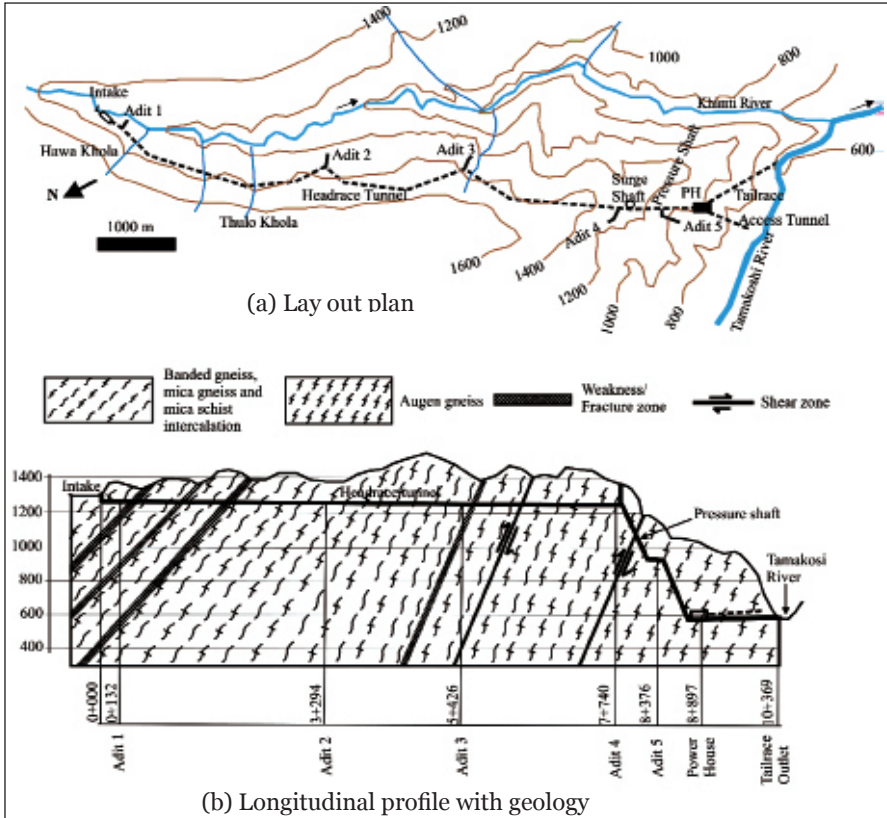 1400
1200
1000
800
Intake
Adit 1
Khimti River
Hawa Khola
Adit 2
Adit 3
600
N
Headrace Tunnel
Surge
Shaft
Pressure Shaft
PH
Tailrace
Thulo Khola
Adit 4
Adit 5
Access Tunnel
1000 m
1600
1400
1200
1000
800
Tamakoshi River
(a) Lay out plan
Banded gneiss,
mica gneiss and
mica schist
intercalation
Augen gneiss
Weakness/
Fracture zone
Shear zone
1400
1200
1000
800
600
400
Intake
Headrace tunnel
Pressure shaft
Tamakosi
River
0+000
0+132
3+294
5+426
7+740
8+376
8+897
10+369
Adit 1
Adit 2
Adit 3
Adit 4
Adit 5
Power
House
Tailrace
Outlet
(b) Longitudinal profile with geology